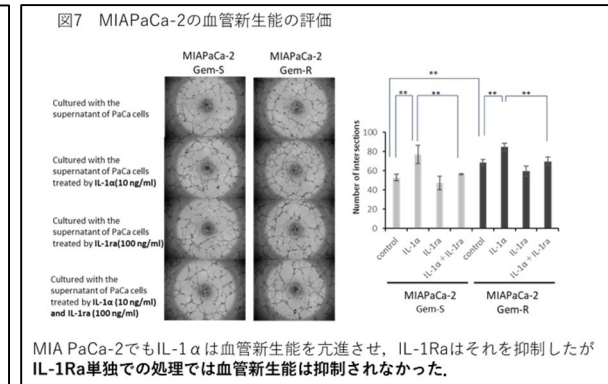 図7　MIAPaCa-2の血管新生能の評価
MIAPaCa-2
Gem-S
MIAPaCa-2
Gem-R
Cultured with the
supernatant of PaCa cells
Cultured with the
supernatant of PaCa cells
treated by IL-1α(10 ng/ml)
Cultured with the
supernatant of PaCa cells
treated by IL-1ra(100 ng/ml)
Cultured with the
supernatant of PaCa cells
treated by IL-1α (10 ng/ml)
and IL-1ra (100 ng/ml)
**
** ** ** **
Number of intersections
100
80
60
40
20
0
control
IL-1α
IL-1ra
IL-1α + IL-1ra
control
IL-1α
IL-1ra
IL-1α + IL-1ra
MIAPaCa-2
Gem-S
MIAPaCa-2
Gem-R
MIA PaCa-2でもIL-1αは血管新生能を亢進させ，IL-1Raはそれを抑制したが
IL-1Ra単独での処理では血管新生能は抑制されなかった．